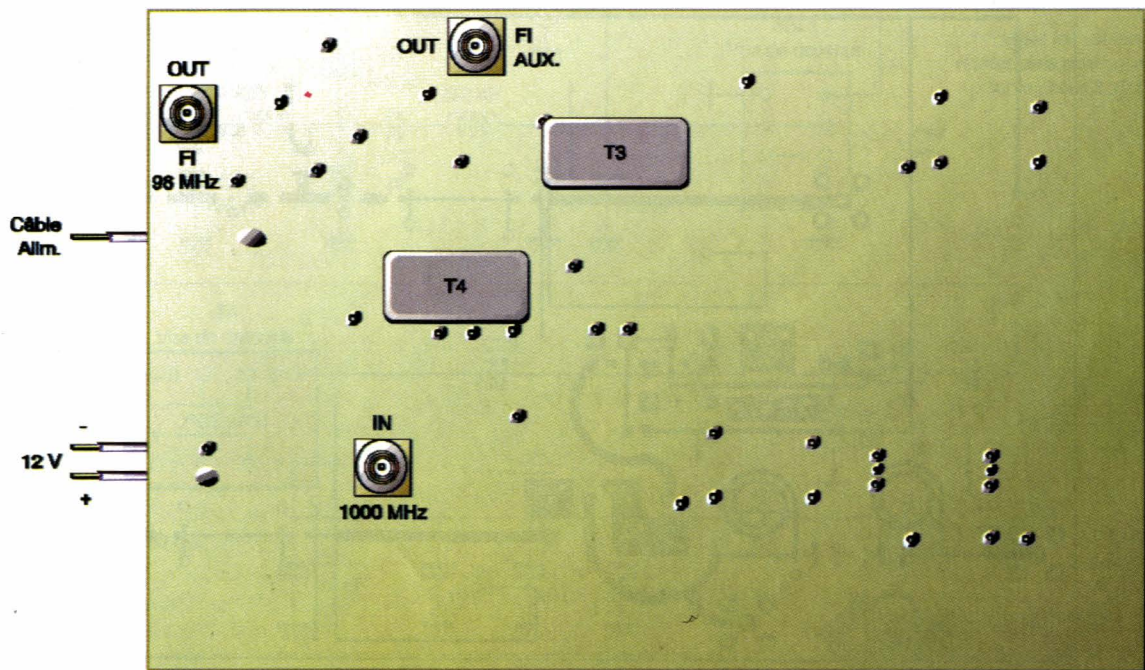 OUT
FI
AUX.
OUT
FI
96 MHz
T3
Câble
Alim.
T4
-
12 V
+
IN
1000 MHz